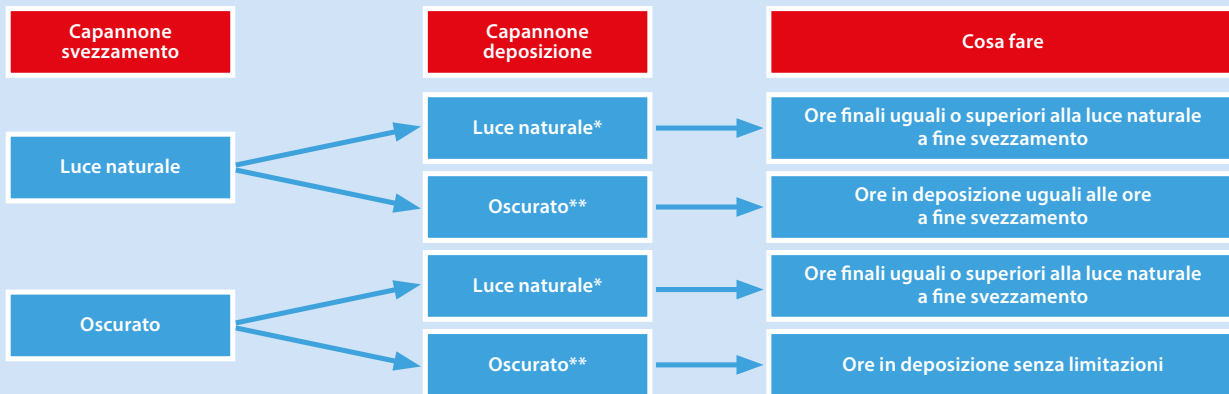 Capannone
svezzamento
Capannone
deposizione
Cosa fare
Luce naturale
Luce naturale*
Ore finali uguali o superiori alla luce naturale
a fine svezzamento
Oscurato**
Ore in deposizione uguali alle ore
a fine svezzamento
Oscurato
Luce naturale*
Ore finali uguali o superiori alla luce naturale
a fine svezzamento
Oscurato**
Ore in deposizione senza limitazioni